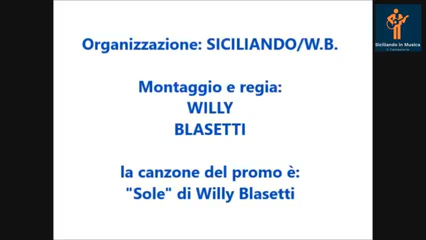 Organizzazione: SICILIANDO/W.B.
Montaggio e regia:
WILLY
BLASETTI
la canzone del promo è:
"Sole" di Willy Blasetti
Siciliando in Musica